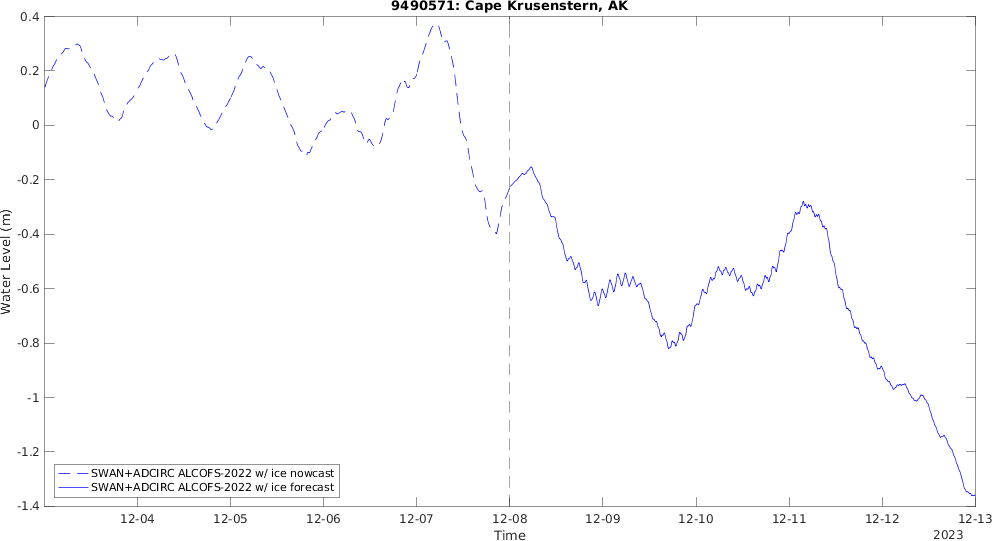 9490571: Cape Krusenstern, AK
0.4
0.2
0
-0.2
-0.4
-0.6
-0.8
-1
-1.2
-1.4
Water Level (m)
SWAN+ADCIRC ALCOFS-2022 w/ ice nowcast
SWAN+ADCIRC ALCOFS-2022 w/ ice forecast
12-04 12-05 12-06 12-07 12-08 12-09 12-10 12-11 12-12 12-13
Time
2023